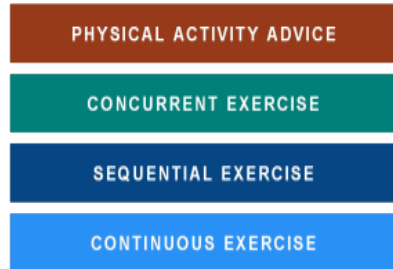 PHYSICAL ACTIVITY ADVICE
CONCURRENT EXERCISE
SEQUENTIAL EXERCISE
CONTINUOUS EXERCISE